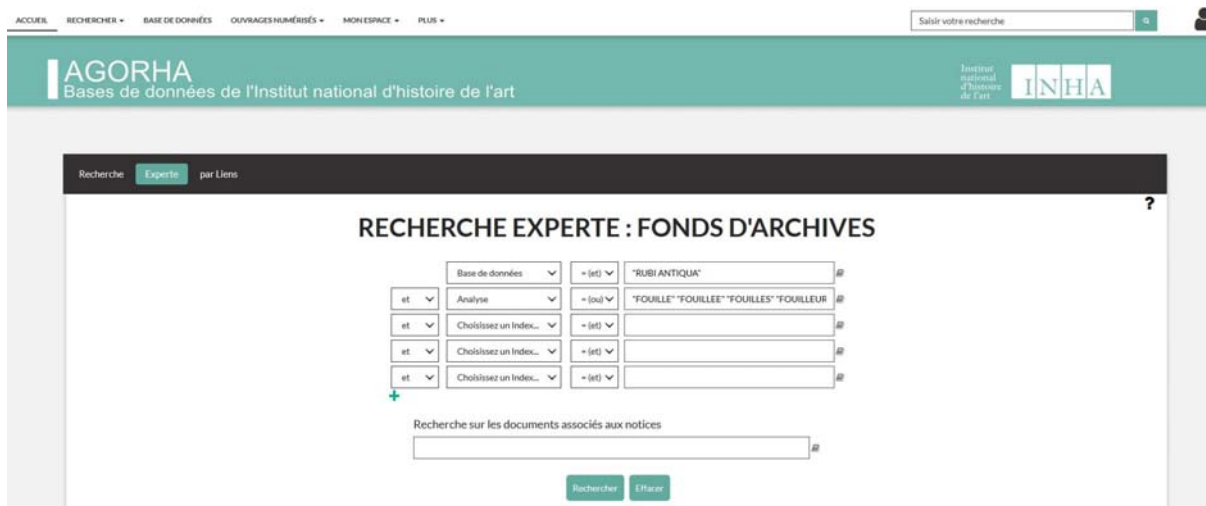 ACCUEIL RECHERCHER BASE DE DONNÉES OUVRAGES NUMÉRISÉS MON ESPACE PLUS Saisir votre recherche
AGORHA
Bases de données de l'Institut national d'histoire de l'art
Institut
national
d'histoire
de l'art
INHA
Recherche Experte par Liens
?
RECHERCHE EXPERTE : FONDS D'ARCHIVES
Base de données = (et) "RUBI ANTIQUA"
et Analyse = (ou) "FOUILLE" "FOUILLEE" "FOUILLES" "FOUILLEUR
et Choisissez un Index... = (et)
et Choisissez un Index... = (et)
et Choisissez un Index... = (et)
+
Recherche sur les documents associés aux notices
Rechercher Effacer